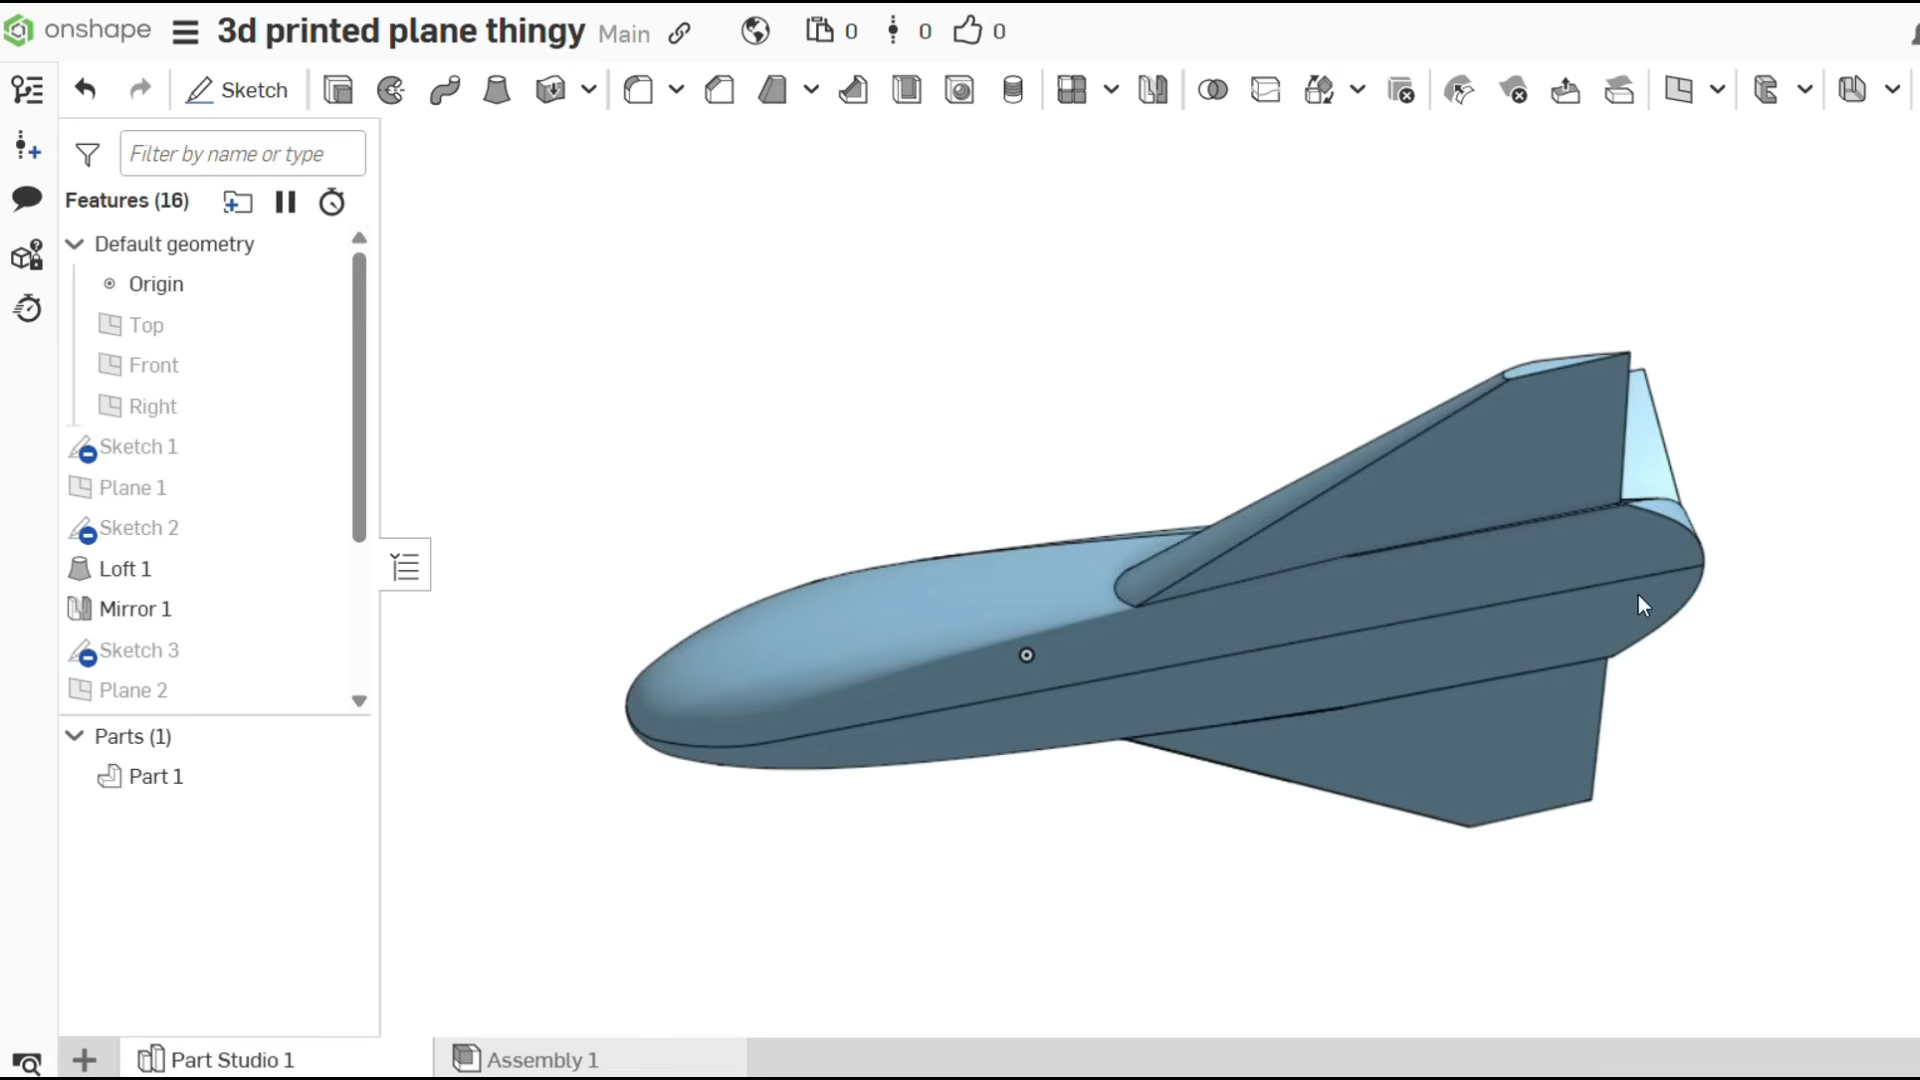 onshape 3d printed plane thingy Main 0 0 0
Sketch
Filter by name or type
Features (16)
Default geometry
Origin
Top
Front
Right
Sketch 1
Plane 1
Sketch 2
Loft 1
Mirror 1
Sketch 3
Plane 2
Parts (1)
Part 1
Part Studio 1 Assembly 1